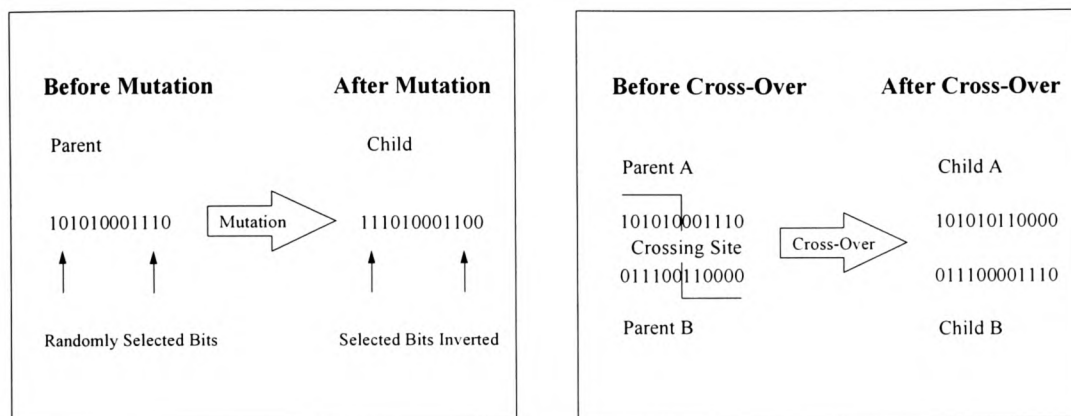 Before Mutation
After Mutation
Parent
Child
101010001110
Mutation
111010001100
Randomly Selected Bits
Selected Bits Inverted
Before Cross-Over
After Cross-Over
Parent A
Child A
101010001110
101010110000
Crossing Site
Cross-Over
011100110000
011100001110
Parent B
Child B